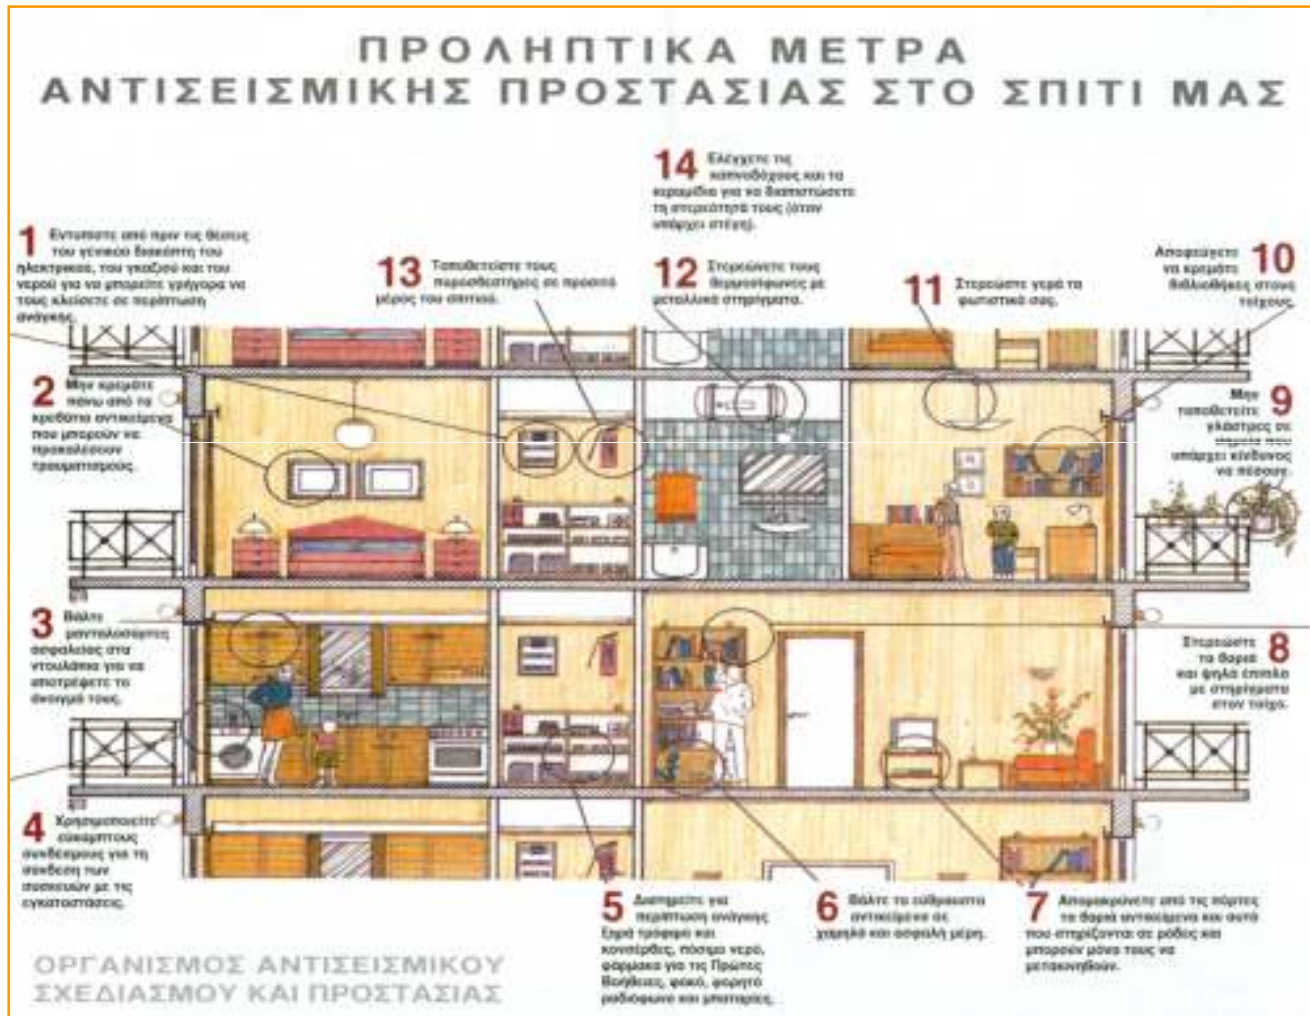 ΠΡΟΛΗΠΤΙΚΑ ΜΕΤΡΑ
ΑΝΤΙΣΕΙΣΜΙΚΗΣ ΠΡΟΣΤΑΣΙΑΣ ΣΤΟ ΣΠΙΤΙ ΜΑΣ
1 Εντοπίστε από πριν τις θέσεις
του γενικού διακόπτη του
ηλεκτρικού, του γκαζιού και του
νερού για να μπορείτε γρήγορα να
τους κλείσετε σε περίπτωση
ανάγκης.
2 Μην κρεμάτε
πάνω από τα
κρεβάτια αντικείμενα
που μπορούν να
προκαλέσουν
τραυματισμούς.
3 Βάλτε
μανταλοσύρτες
ασφαλείας στα
ντουλάπια για να
αποτρέψετε το
άνοιγμά τους.
4 Χρησιμοποιείτε
εύκαμπτους
συνδέσμους για τη
σύνδεση των
συσκευών με τις
εγκαταστάσεις.
5 Διατηρείτε για
περίπτωση ανάγκης
ξηρά τρόφιμα και
κονσέρβες, πόσιμο νερό,
φάρμακα για τις Πρώτες
Βοήθειες, φακό, φορητό
ραδιόφωνο και μπαταρίες.
6 Βάλτε τα εύθραυστα
αντικείμενα σε
χαμηλά και ασφαλή μέρη.
7 Απομακρύνετε από τις πόρτες
τα βαριά αντικείμενα και αυτά
που στηρίζονται σε ρόδες και
μπορούν μόνα τους να
μετακινηθούν.
8 Στερεώστε
τα βαριά
και ψηλά έπιπλα
με στηρίγματα
στον τοίχο.
9 Μην
τοποθετείτε
γλάστρες σε
σημεία που
υπάρχει κίνδυνος
να πέσουν.
10 Αποφεύγετε
να κρεμάτε
βιβλιοθήκες στους
τοίχους.
11 Στερεώστε γερά τα
φωτιστικά σας.
12 Στερεώνετε τους
θερμοσίφωνες με
μεταλλικά στηρίγματα.
13 Τοποθετείστε τους
πυροσβεστήρες σε προσιτό
μέρος του σπιτιού.
14 Ελέγχετε τις
καπνοδόχους και τα
κεραμίδια για να διαπιστώσετε
τη στερεότητά τους (όταν
υπάρχει στέγη).
ΟΡΓΑΝΙΣΜΟΣ ΑΝΤΙΣΕΙΣΜΙΚΟΥ
ΣΧΕΔΙΑΣΜΟΥ ΚΑΙ ΠΡΟΣΤΑΣΙΑΣ